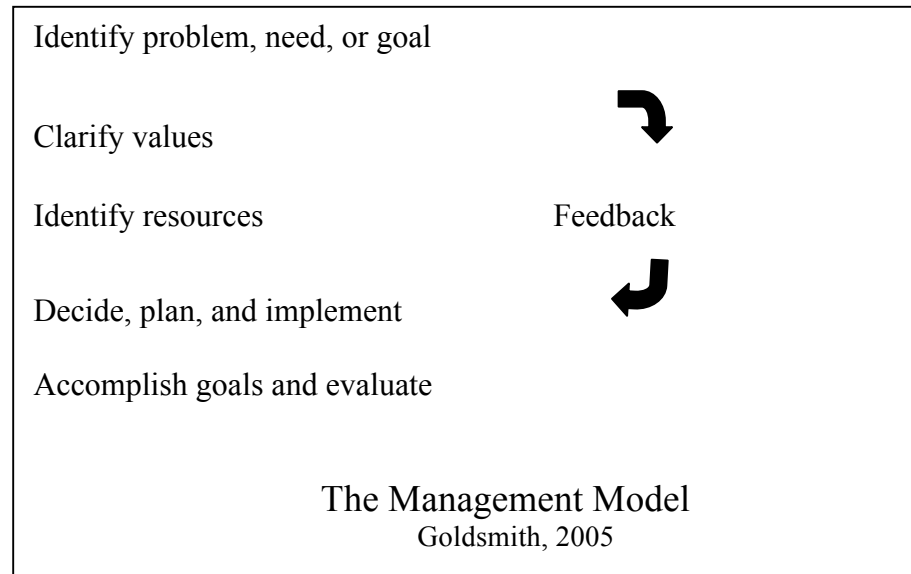 Identify problem, need, or goal
Clarify values
Identify resources Feedback
Decide, plan, and implement
Accomplish goals and evaluate
The Management Model
Goldsmith, 2005